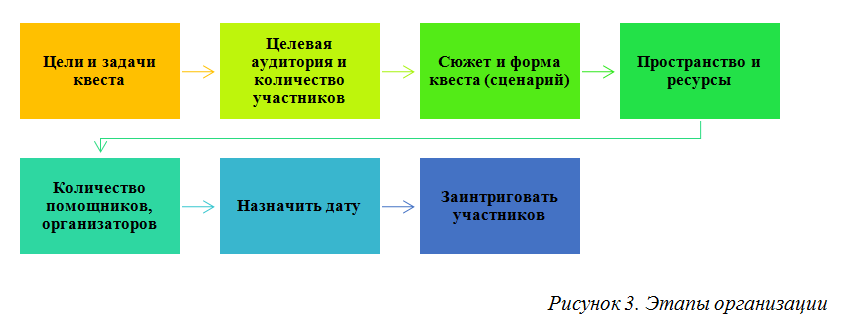 Цели и задачи
квеста
Целевая
аудитория и
количество
участников
Сюжет и форма
квеста (сценарий)
Пространство и
ресурсы
Количество
помощников,
организаторов
Назначить дату
Заинтриговать
участников
Рисунок 3. Этапы организации